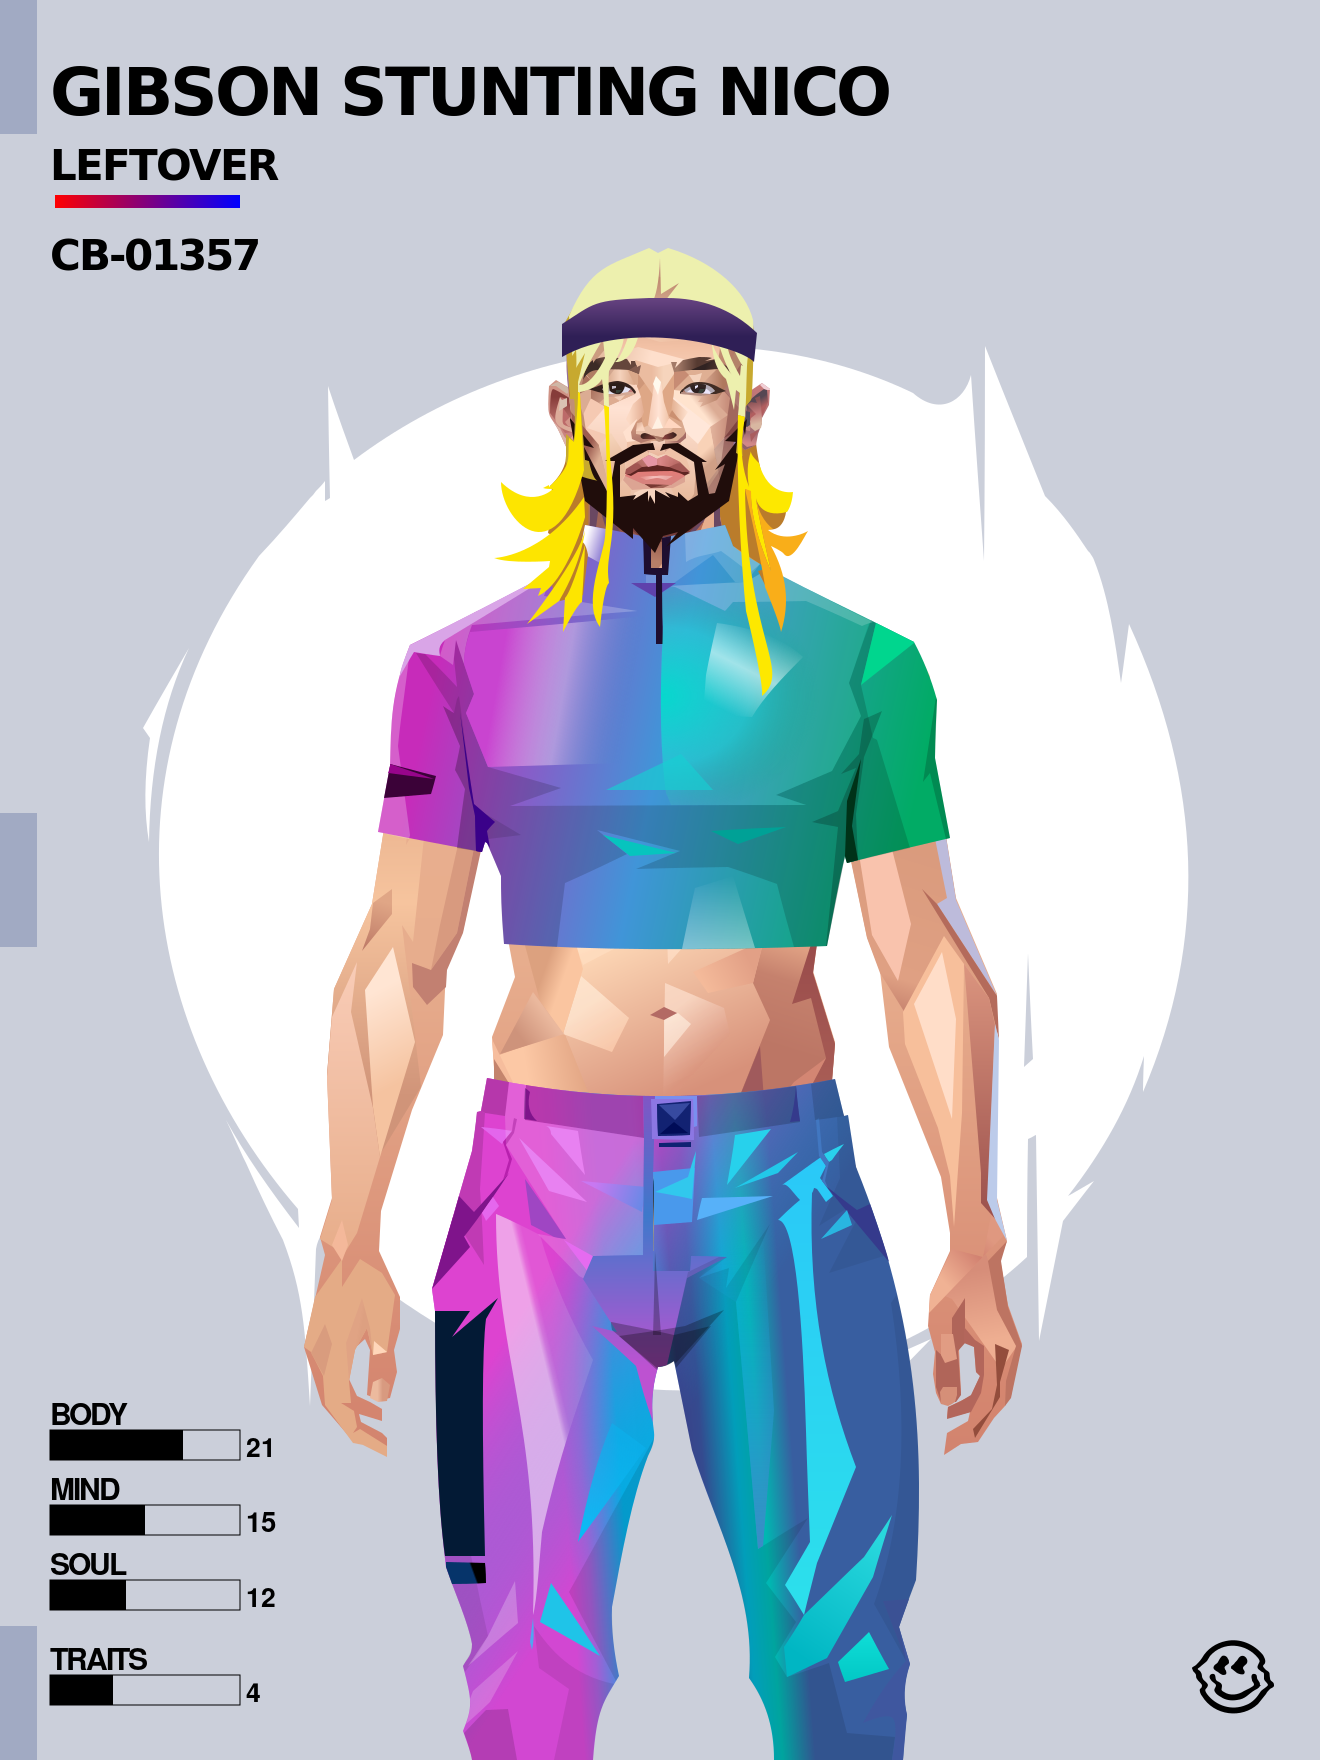 GIBSON STUNTING NICO
LEFTOVER
CB-01357
BODY
21
MIND
15
SOUL
12
TRAITS
4